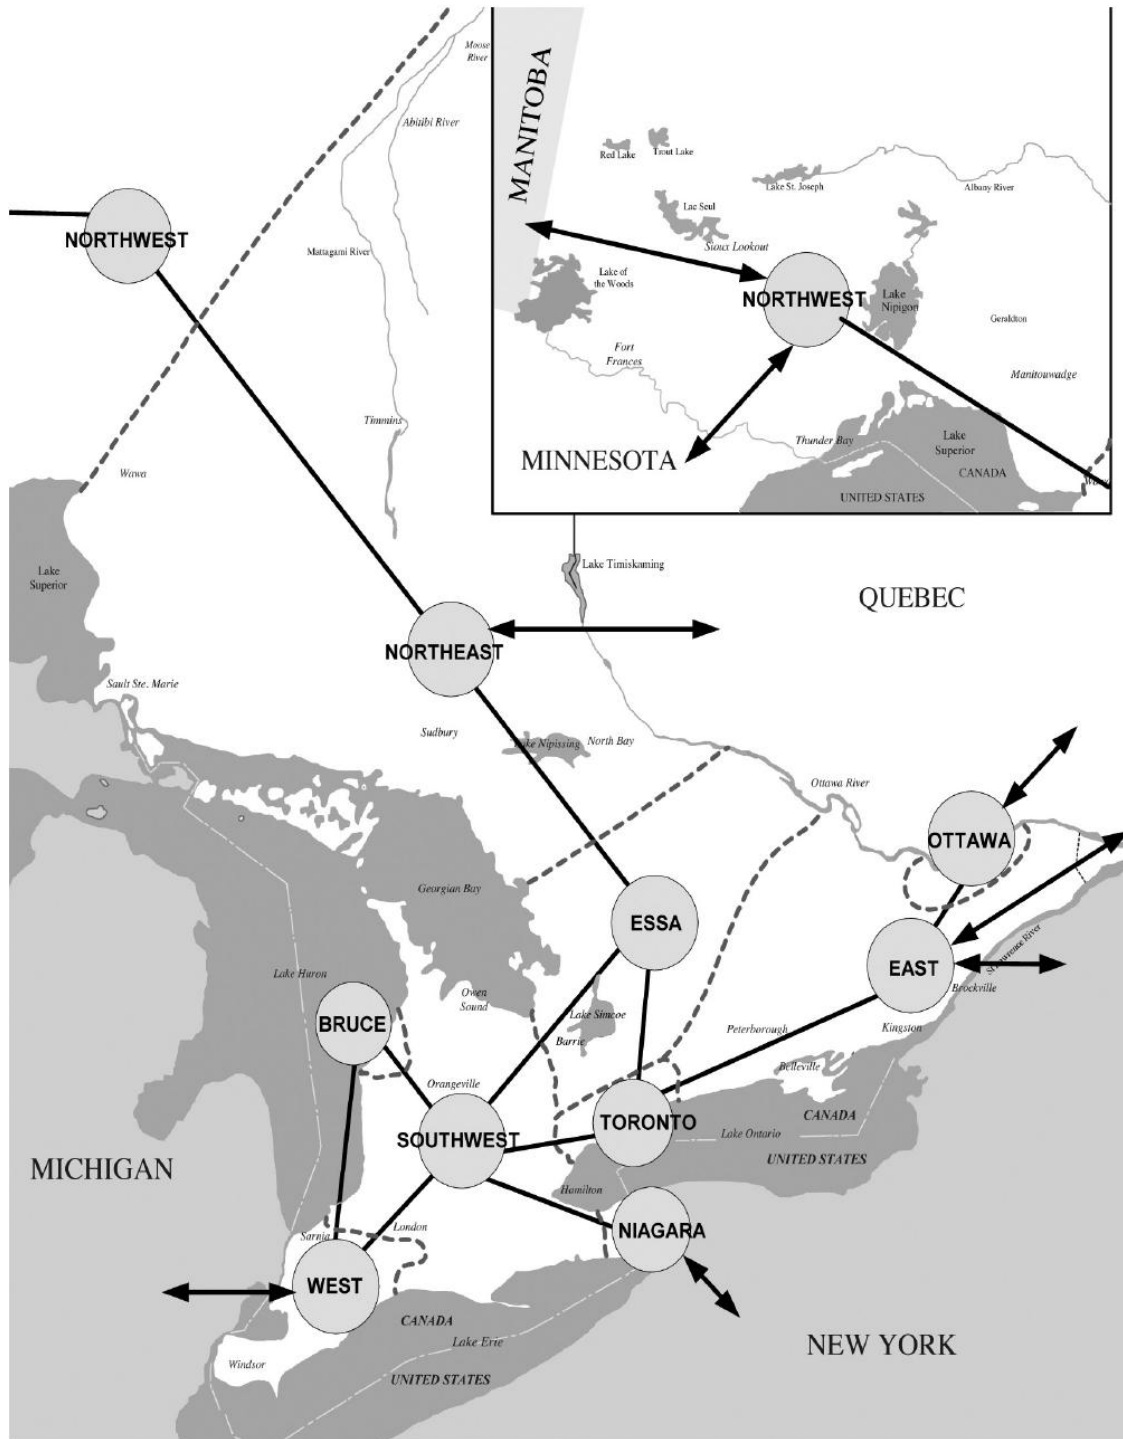 Moose
River
Abitibi River
NORTHWEST
Mattagami River
Timmins
Wawa
Lake
Superior
MANITOBA
Red Lake
Trout Lake
Lake St. Joseph
Albany River
Lac Seul
Sioux Lookout
Lake of
the Woods
NORTHWEST
Lake
Nipigon
Geraldton
Fort
Frances
Manitouwadge
Thunder Bay
Lake
Superior
MINNESOTA
CANADA
UNITED STATES
Lake Timiskaming
QUEBEC
NORTHEAST
Sault Ste. Marie
Sudbury
Lake Nipissing
North Bay
Ottawa River
OTTAWA
Georgian Bay
ESSA
EAST
St Lawrence River
Lake Huron
Brockville
Owen
Sound
Lake Simcoe
BRUCE
Barrie
Peterborough
Kingston
Belleville
Orangeville
CANADA
TORONTO
SOUTHWEST
Lake Ontario
UNITED STATES
MICHIGAN
Hamilton
London
Sarnia
NIAGARA
WEST
CANADA
Lake Erie
NEW YORK
Windsor
UNITED STATES